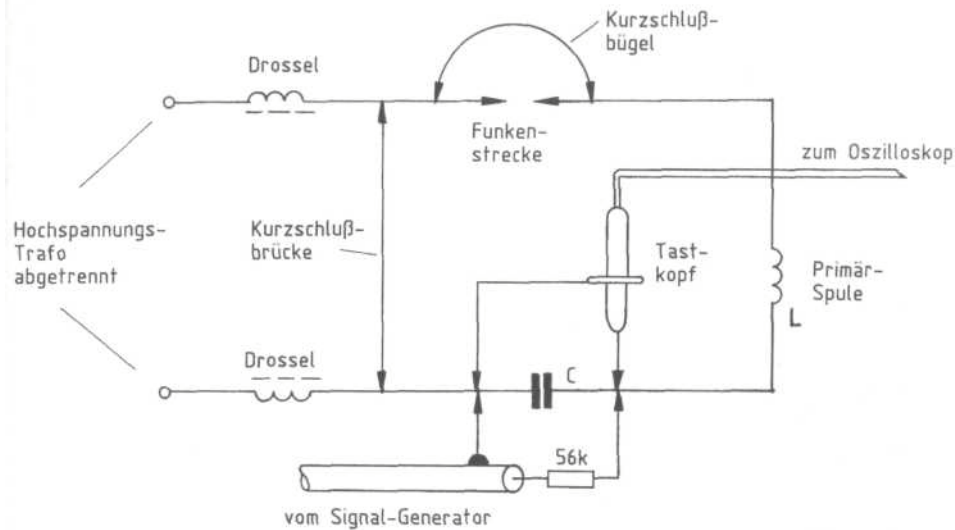 Kurzschluß-
bügel
Drossel
Funken-
strecke
zum Oszilloskop
Hochspannungs-
Trafo
abgetrennt
Kurzschluß-
brücke
Tast-
kopf
Primär-
Spule
L
Drossel
C
56k
vom Signal-Generator